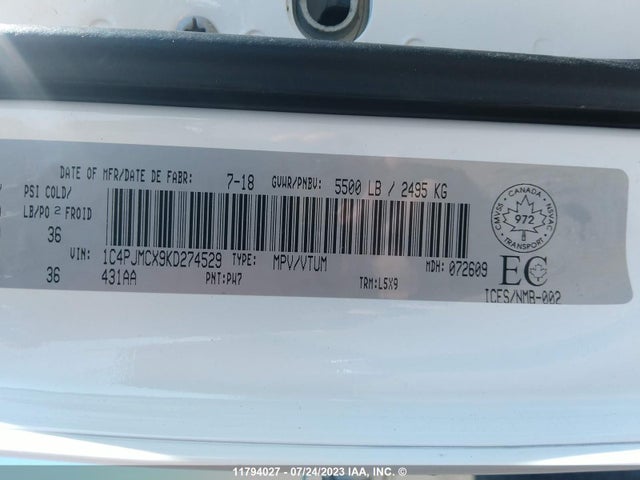 DATE OF MFR/DATE DE FABR: 7-18 GVWR/PNBV: 5500 LB / 2495 KG
PSI COLD/
LB/PO 2 FROID
36
36
VIN: 1C4PJMCX9KD274529 TYPE: MPV/VTUM MDH: 072609
431AA PNT:PW7 TRM:L5X9
CANADA
CMVSS NSVAC
972
TRANSPORT
EC
ICES/NMB-002
11794027 - 07/24/2023 IAA, INC. ©